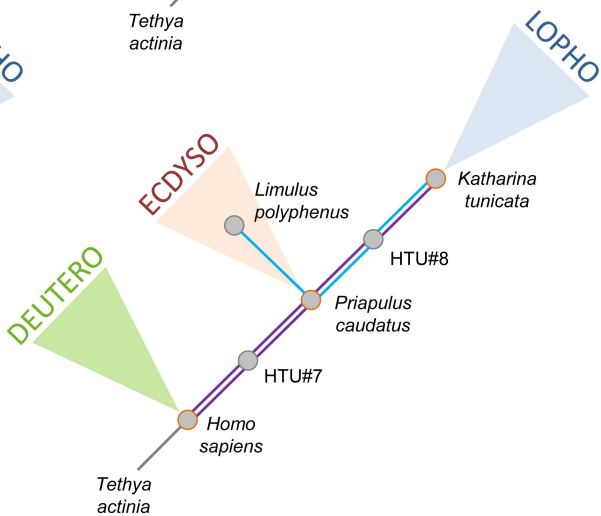 Tethya
actinia
HO
LOPHO
ECDYSO
Limulus
polyphenus
Katharina
tunicata
HTU#8
DEUTERO
Priapulus
caudatus
HTU#7
Homo
sapiens
Tethya
actinia